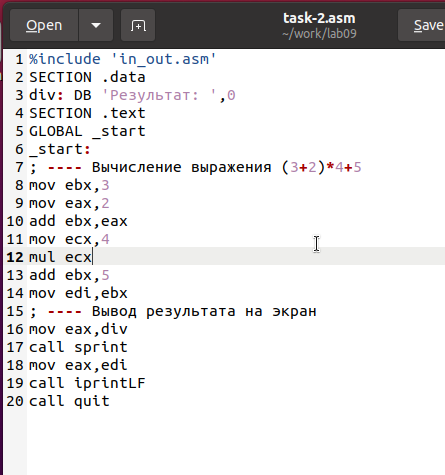 Open
task-2.asm
~/work/lab09
Save
1 %include 'in_out.asm'
2 SECTION .data
3 div: DB 'Результат: ',0
4 SECTION .text
5 GLOBAL _start
6 _start:
7 ; ---- Вычисление выражения (3+2)*4+5
8 mov ebx,3
9 mov eax,2
10 add ebx,eax
11 mov ecx,4
12 mul ecx
13 add ebx,5
14 mov edi,ebx
15 ; ---- Вывод результата на экран
16 mov eax,div
17 call sprint
18 mov eax,edi
19 call iprintLF
20 call quit